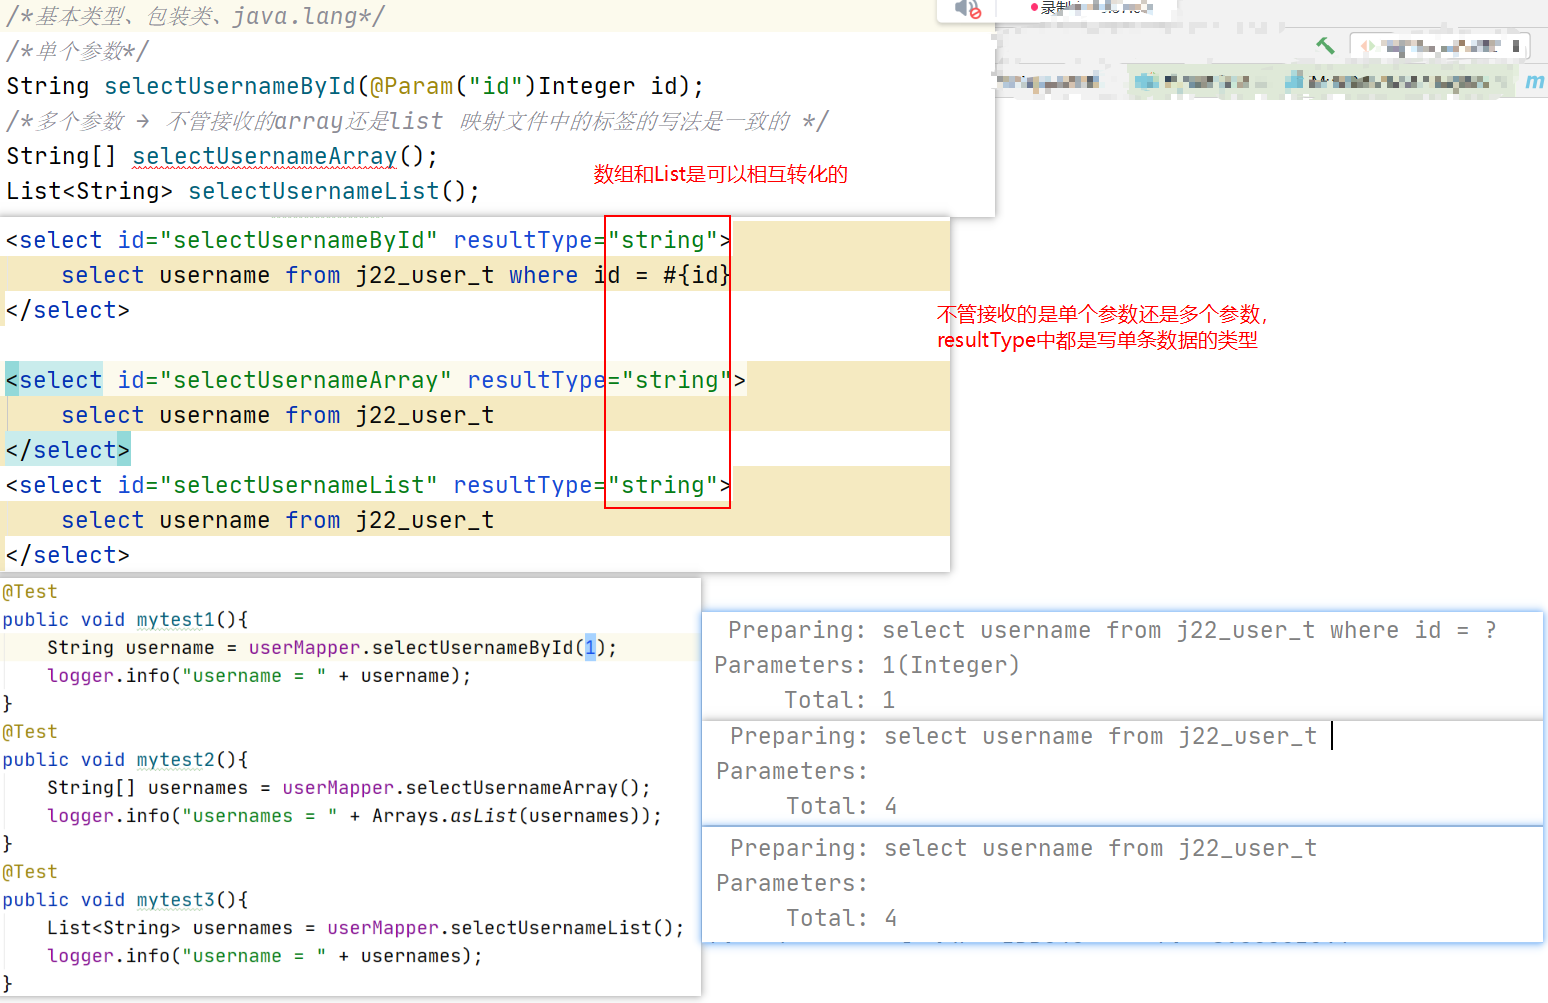 /*基本类型、包装类、java.lang*/
/*单个参数*/
String selectUsernameById(@Param("id")Integer id);
/*多个参数 → 不管接收的array还是list 映射文件中的标签的写法是一致的 */
String[] selectUsernameArray();
List<String> selectUsernameList();
数组和List是可以相互转化的
录制
<select id="selectUsernameById" resultType="string">
select username from j22_user_t where id = #{id}
</select>
<select id="selectUsernameArray" resultType="string">
select username from j22_user_t
</select>
<select id="selectUsernameList" resultType="string">
select username from j22_user_t
</select>
不管接收的是单个参数还是多个参数，
resultType中都是写单条数据的类型
@Test
public void mytest1(){
String username = userMapper.selectUsernameById(1);
logger.info("username = " + username);
}
@Test
public void mytest2(){
String[] usernames = userMapper.selectUsernameArray();
logger.info("usernames = " + Arrays.asList(usernames));
}
@Test
public void mytest3(){
List<String> usernames = userMapper.selectUsernameList();
logger.info("username = " + usernames);
}
Preparing: select username from j22_user_t where id = ?
Parameters: 1(Integer)
Total: 1
Preparing: select username from j22_user_t
Parameters:
Total: 4
Preparing: select username from j22_user_t
Parameters:
Total: 4